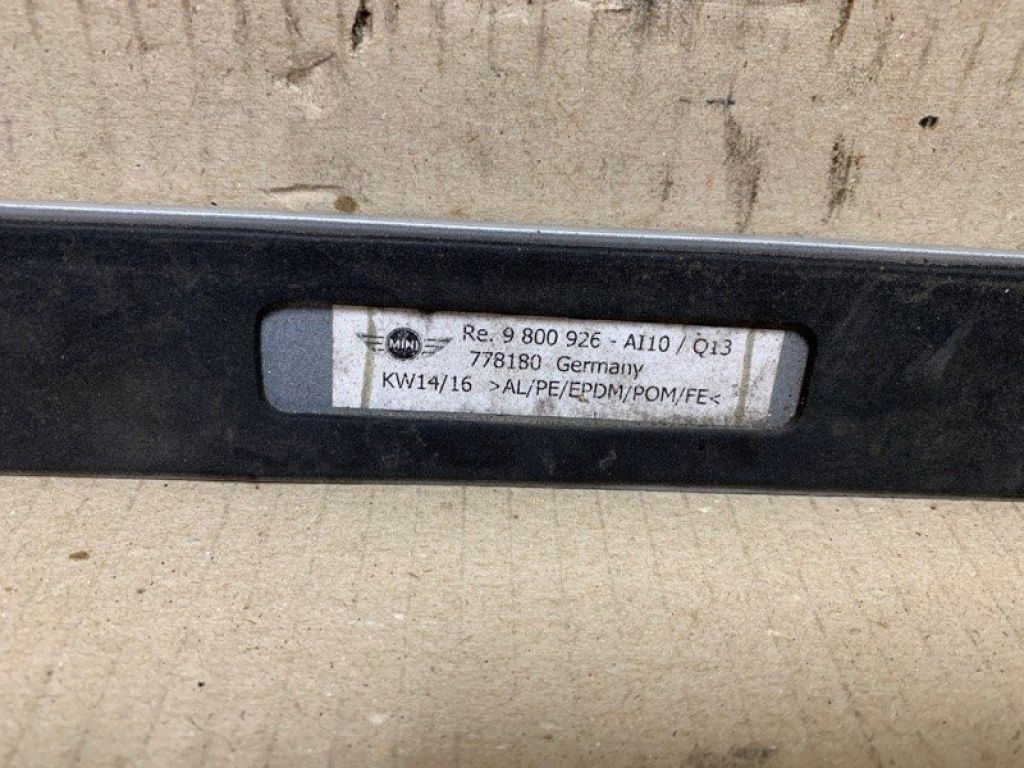 MINI
Re. 9 800 926 - AI10 / Q13
778180 Germany
KW14/16 >AL/PE/EPDM/POM/FE<